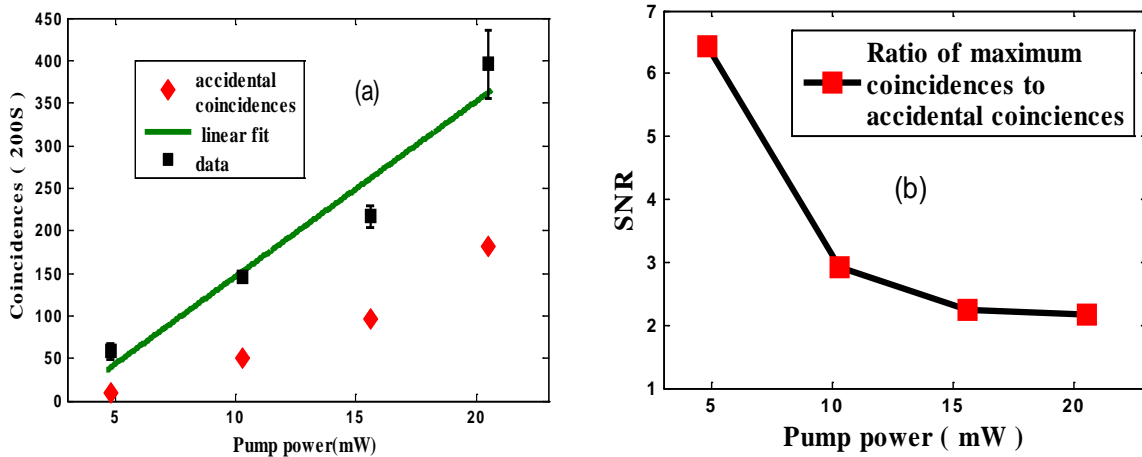 450
400
350
300
250
200
150
100
50
0
5
10
15
20
Coincidences ( 200S )
Pump power(mW)
accidental
coincidences
linear fit
data
(a)
7
6
5
4
3
2
1
5
10
15
20
SNR
Pump power ( mW )
Ratio of maximum
coincidences to
accidental coinciences
(b)